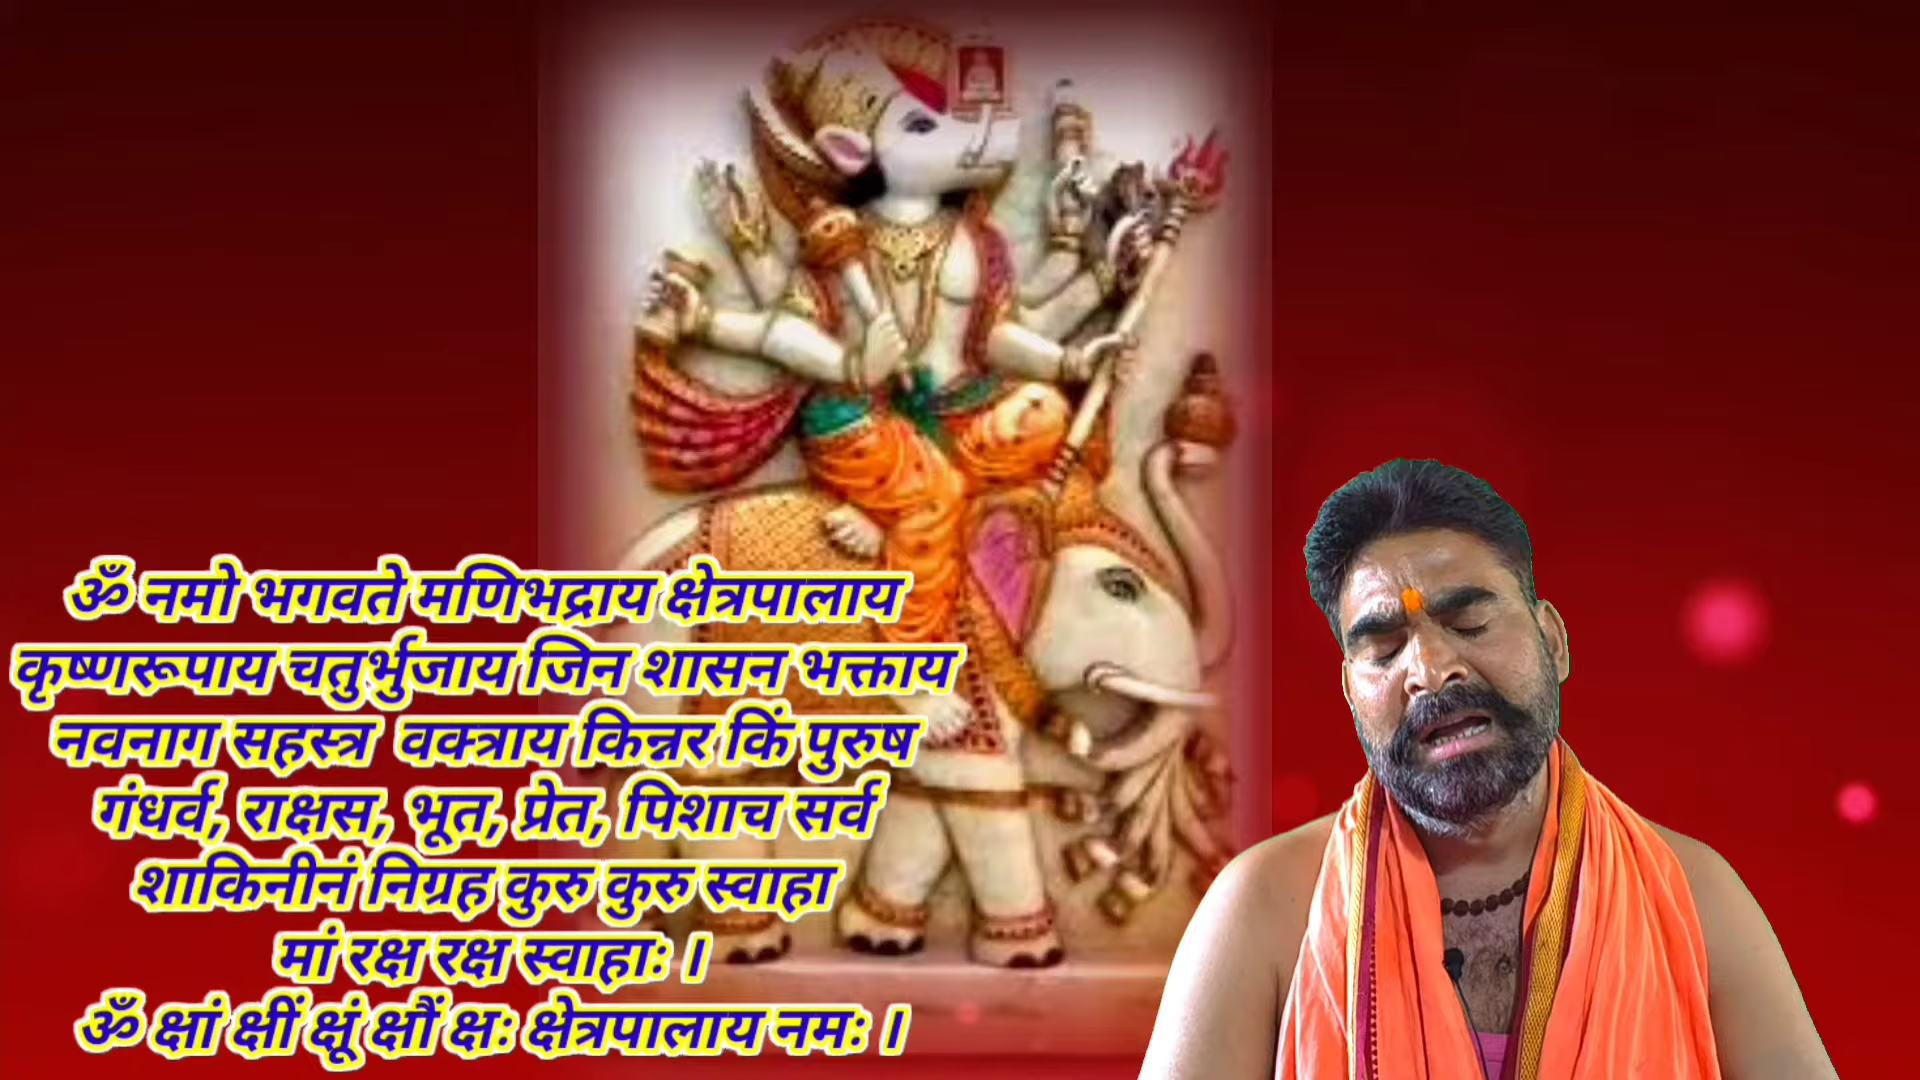 ॐ नमो भगवते मणिभद्राय क्षेत्रपालाय
कृष्णरूपाय चतुर्भुजाय जिन शासन भक्ताय
नवनाग सहस्त्र वक्त्राय किन्नर किं पुरुष
गंधर्व, राक्षस, भूत, प्रेत, पिशाच सर्व
शाकिनीनं निग्रह कुरु कुरु स्वाहा
मां रक्ष रक्ष स्वाहाः ।
ॐ क्षां क्षीं क्षूं क्षौं क्षः क्षेत्रपालाय नमः ।